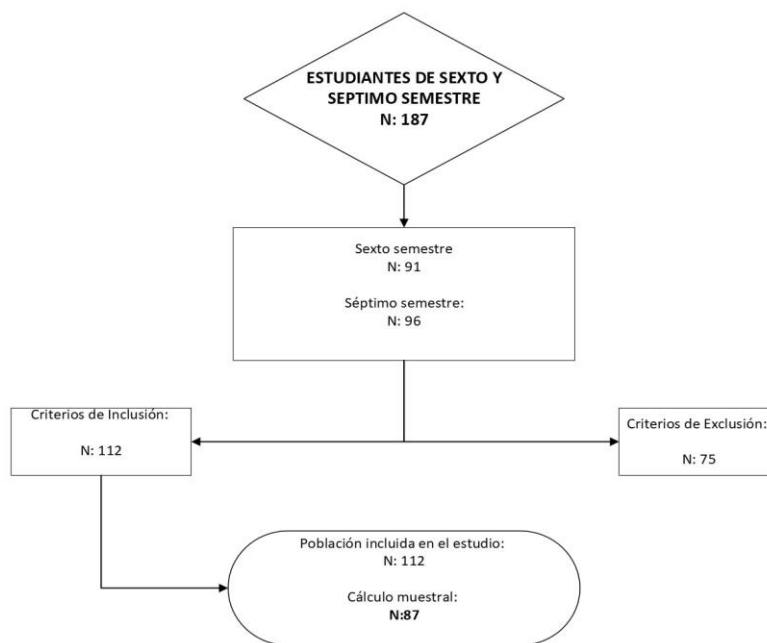 ESTUDIANTES DE SEXTO Y
SEPTIMO SEMESTRE
N: 187
Sexto semestre
N: 91
Séptimo semestre:
N: 96
Criterios de Inclusión:
N: 112
Criterios de Exclusión:
N: 75
Población incluida en el estudio:
N: 112
Cálculo muestral:
N:87